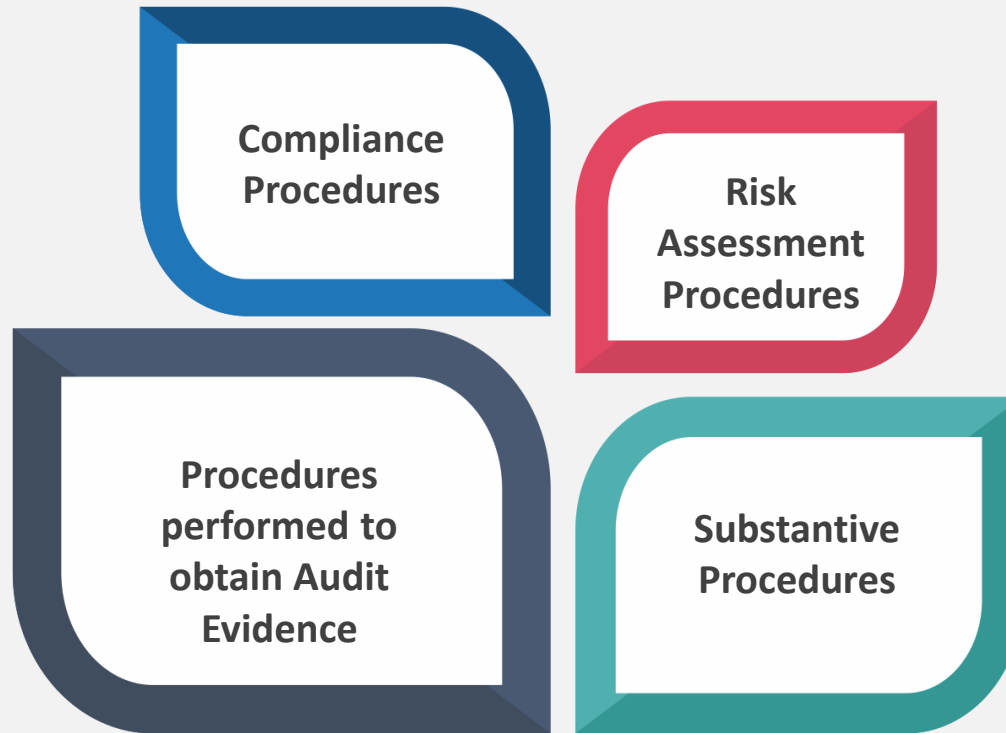 Compliance
Procedures
Risk
Assessment
Procedures
Procedures
performed to
obtain Audit
Evidence
Substantive
Procedures